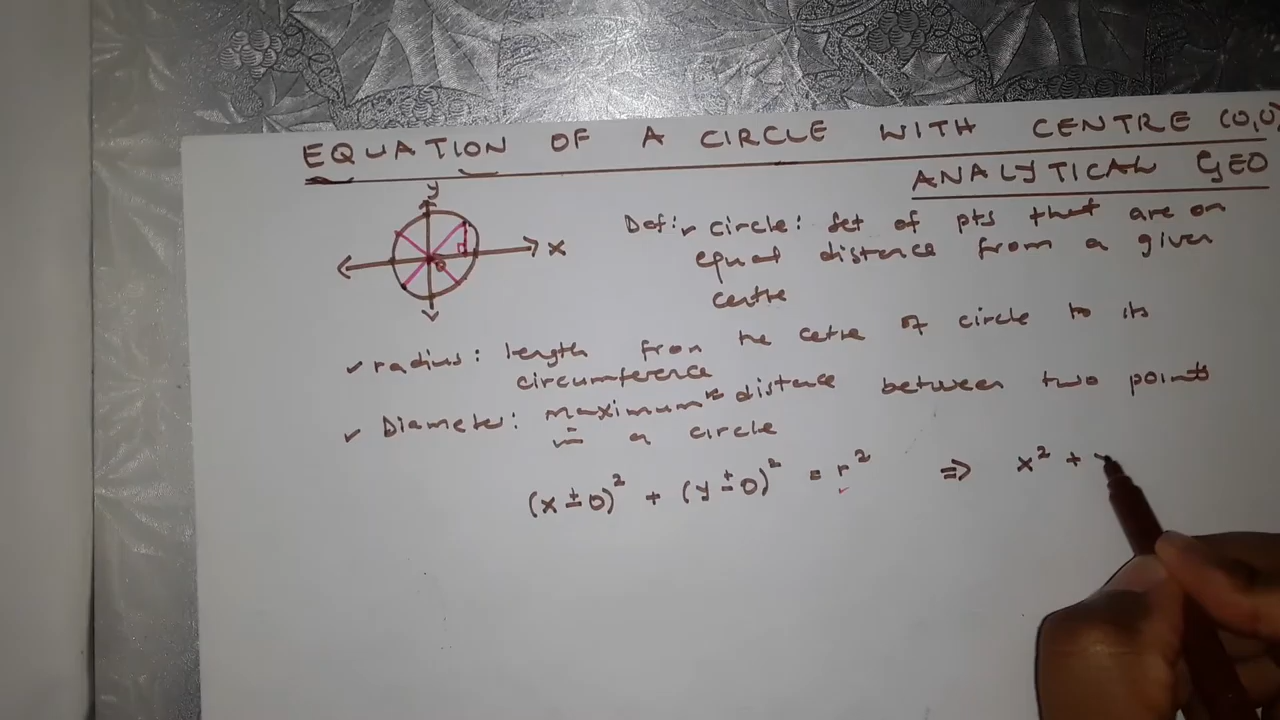 EQUATION OF A CIRCLE WITH CENTRE (0,0)
ANALYTICAL GEO
y
x
0
Def: circle: set of pts that are on
equal distance from a given
centre
✓ radius: length from the cetre of circle to its
circumference
✓ Diameter: maximum distance between two points
in a circle
(x ± 0)² + (y ± 0)² = r² ⇒ x² +